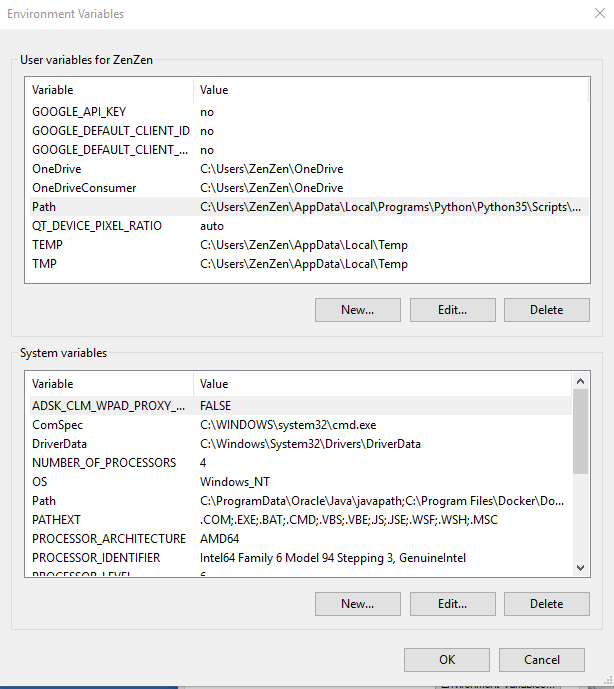 Environment Variables
User variables for ZenZen
Variable Value
GOOGLE_API_KEY no
GOOGLE_DEFAULT_CLIENT_ID no
GOOGLE_DEFAULT_CLIENT_... no
OneDrive C:\Users\ZenZen\OneDrive
OneDriveConsumer C:\Users\ZenZen\OneDrive
Path C:\Users\ZenZen\AppData\Local\Programs\Python\Python35\Scripts\...
QT_DEVICE_PIXEL_RATIO auto
TEMP C:\Users\ZenZen\AppData\Local\Temp
TMP C:\Users\ZenZen\AppData\Local\Temp
New... Edit... Delete
System variables
Variable Value
ADSK_CLM_WPAD_PROXY_... FALSE
ComSpec C:\WINDOWS\system32\cmd.exe
DriverData C:\Windows\System32\Drivers\DriverData
NUMBER_OF_PROCESSORS 4
OS Windows_NT
Path C:\ProgramData\Oracle\Java\javapath;C:\Program Files\Docker\Do...
PATHEXT .COM;.EXE;.BAT;.CMD;.VBS;.VBE;.JS;.JSE;.WSF;.WSH;.MSC
PROCESSOR_ARCHITECTURE AMD64
PROCESSOR_IDENTIFIER Intel64 Family 6 Model 94 Stepping 3, GenuineIntel
PROCESSOR_LEVEL 6
New... Edit... Delete
OK Cancel
Environment Variables...